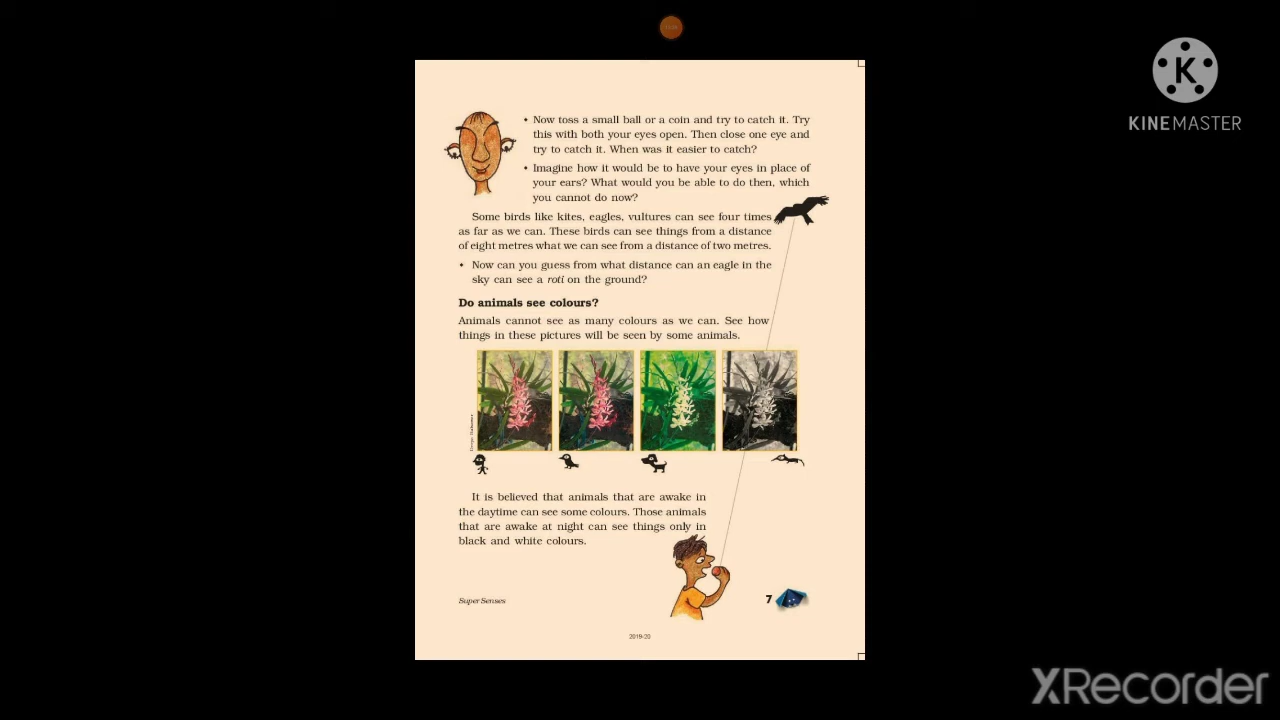 K
KINEMASTER
• Now toss a small ball or a coin and try to catch it. Try
this with both your eyes open. Then close one eye and
try to catch it. When was it easier to catch?
• Imagine how it would be to have your eyes in place of
your ears? What would you be able to do then, which
you cannot do now?
Some birds like kites, eagles, vultures can see four times
as far as we can. These birds can see things from a distance
of eight metres what we can see from a distance of two metres.
• Now can you guess from what distance can an eagle in the
sky can see a roti on the ground?
Do animals see colours?
Animals cannot see as many colours as we can. See how
things in these pictures will be seen by some animals.
It is believed that animals that are awake in
the daytime can see some colours. Those animals
that are awake at night can see things only in
black and white colours.
Super Senses
7
2019-20
XRecorder